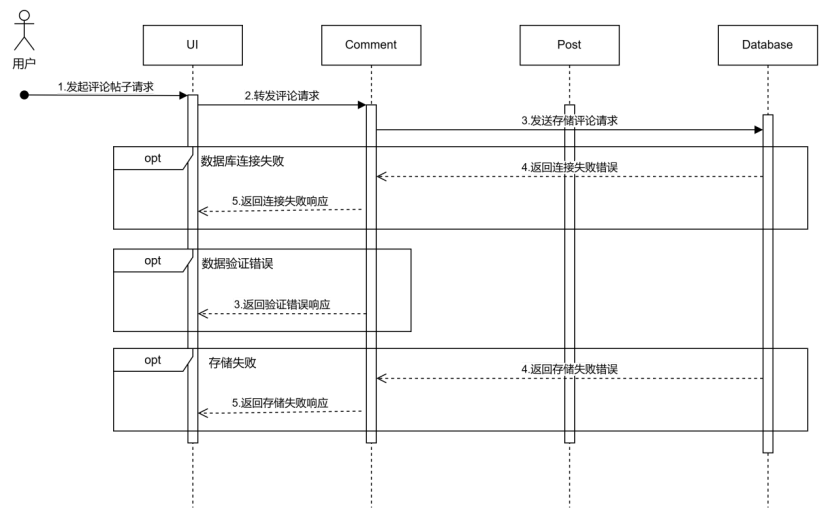 用户
UI
Comment
Post
Database
1.发起评论帖子请求
2.转发评论请求
3.发送存储评论请求
opt
数据库连接失败
4.返回连接失败错误
5.返回连接失败响应
opt
数据验证错误
3.返回验证错误响应
opt
存储失败
4.返回存储失败错误
5.返回存储失败响应